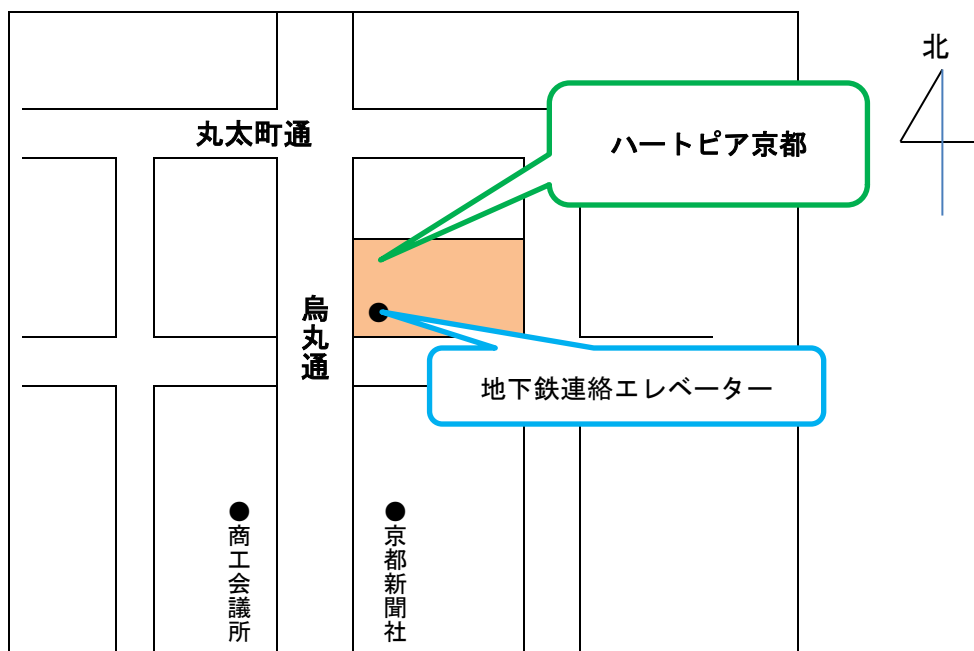 北
丸太町通
ハートピア京都
烏丸通
地下鉄連絡エレベーター
商工会議所
京都新聞社